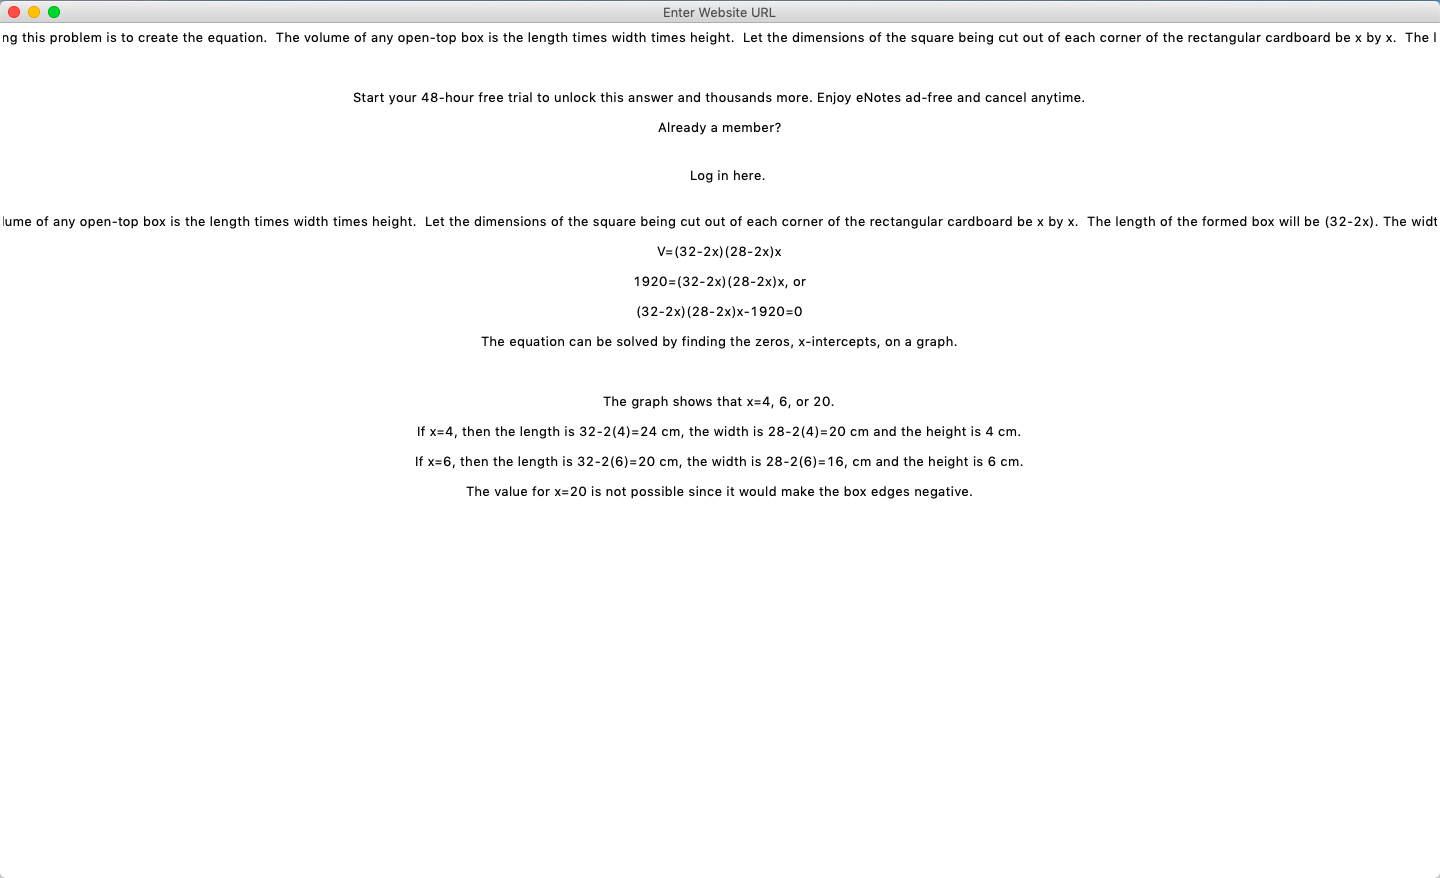 Enter Website URL
ng this problem is to create the equation.  The volume of any open-top box is the length times width times height.  Let the dimensions of the square being cut out of each corner of the rectangular cardboard be x by x.  The l
Start your 48-hour free trial to unlock this answer and thousands more. Enjoy eNotes ad-free and cancel anytime.
Already a member?
Log in here.
lume of any open-top box is the length times width times height.  Let the dimensions of the square being cut out of each corner of the rectangular cardboard be x by x.  The length of the formed box will be (32-2x). The widt
V=(32-2x)(28-2x)x
1920=(32-2x)(28-2x)x, or
(32-2x)(28-2x)x-1920=0
The equation can be solved by finding the zeros, x-intercepts, on a graph.
The graph shows that x=4, 6, or 20.
If x=4, then the length is 32-2(4)=24 cm, the width is 28-2(4)=20 cm and the height is 4 cm.
If x=6, then the length is 32-2(6)=20 cm, the width is 28-2(6)=16, cm and the height is 6 cm.
The value for x=20 is not possible since it would make the box edges negative.